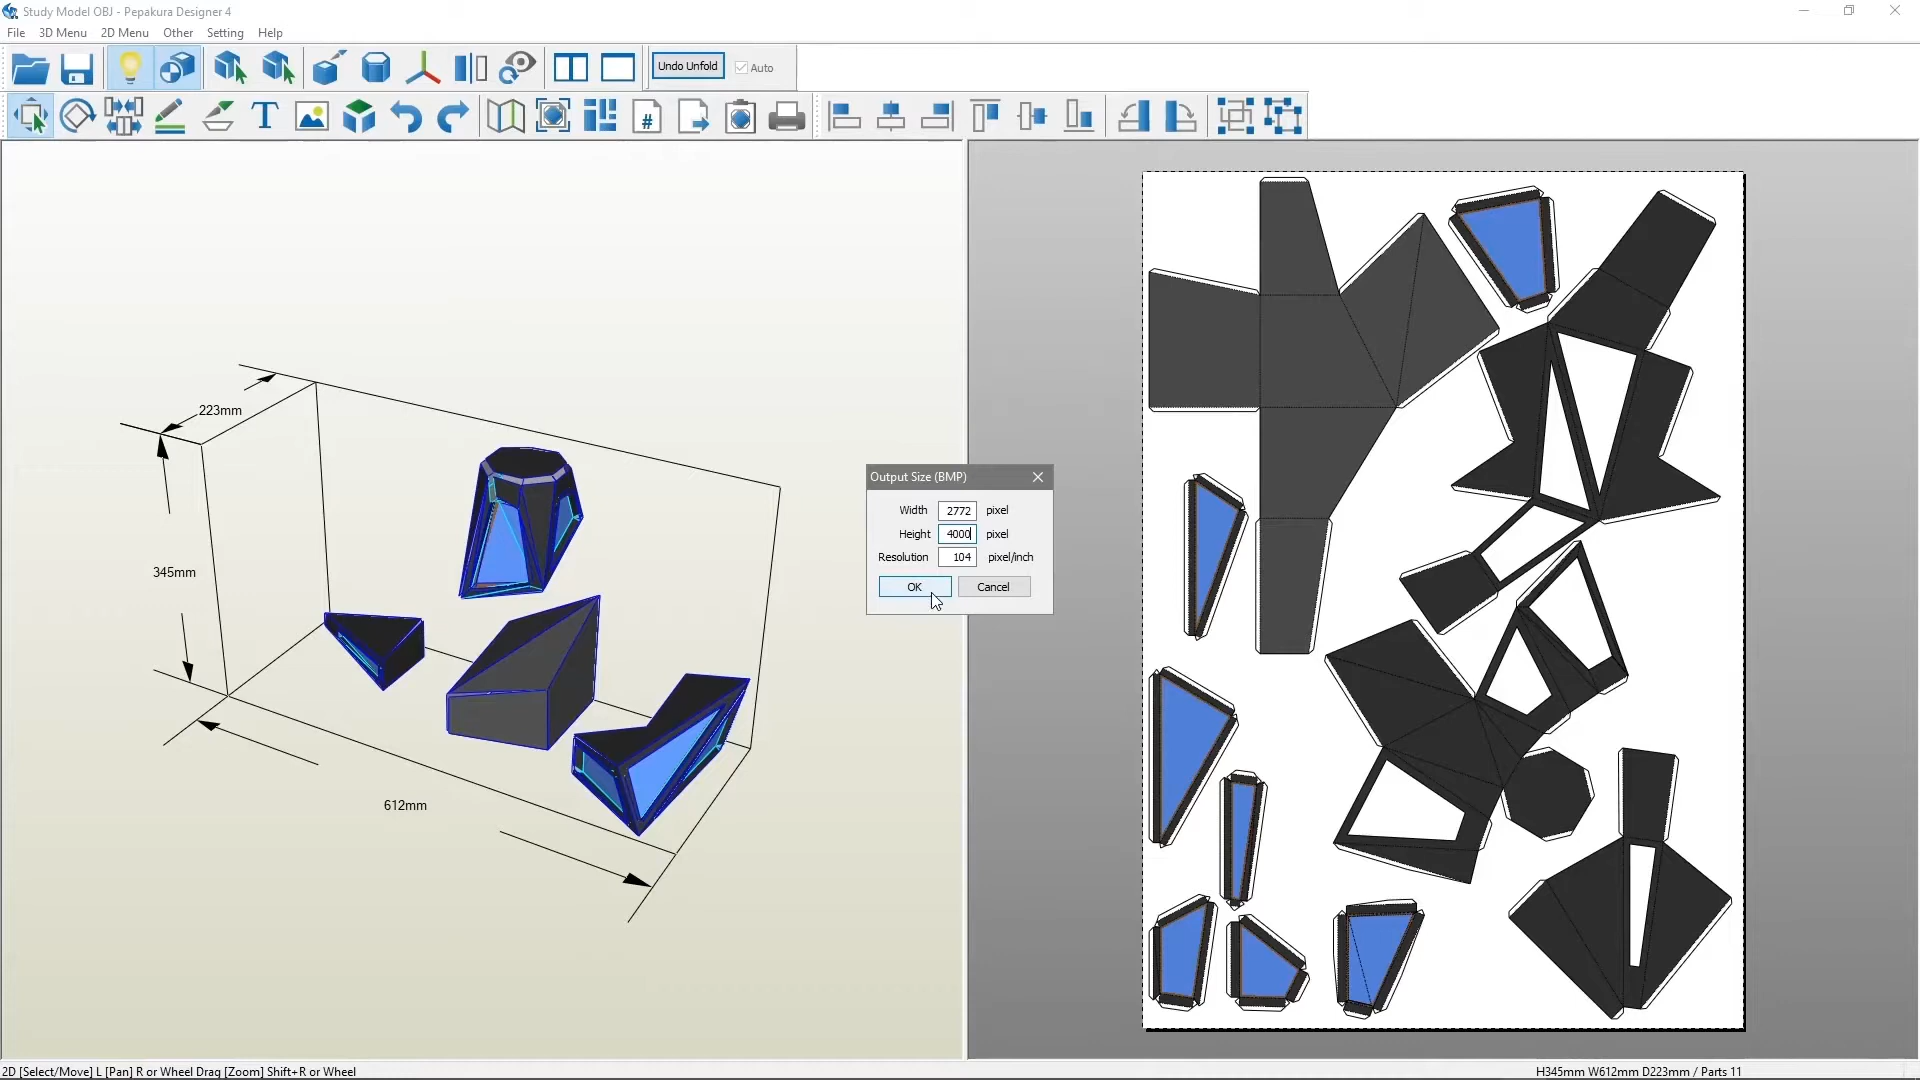 Study Model OBJ - Pepakura Designer 4
File 3D Menu 2D Menu Other Setting Help
Undo Unfold Auto
T
#
223mm
345mm
612mm
Output Size (BMP)
Width 2772 pixel
Height 4000 pixel
Resolution 104 pixel/inch
OK Cancel
2D [Select/Move] L [Pan] R or Wheel Drag [Zoom] Shift+R or Wheel
H345mm W612mm D223mm / Parts 11